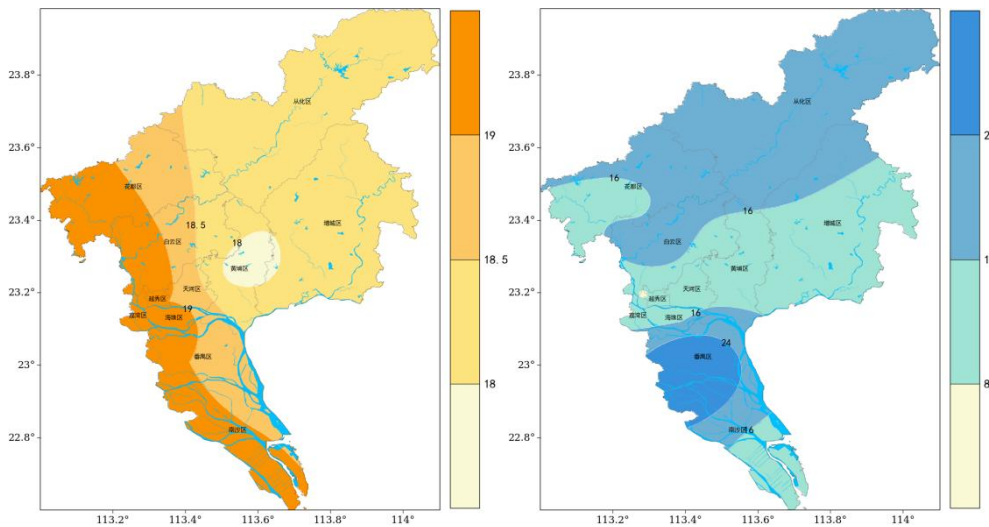 23.8°
23.6°
23.4°
23.2°
23°
22.8°
113.2°
113.4°
113.6°
113.8°
114°
从化区
花都区
18.5
增城区
白云区
18
黄埔区
天河区
越秀区
19
荔湾区
海珠区
番禺区
南沙区
19
18.5
18
23.8°
23.6°
23.4°
23.2°
23°
22.8°
113.2°
113.4°
113.6°
113.8°
114°
从化区
16
花都区
16
增城区
白云区
黄埔区
天河区
越秀区
16
荔湾区
海珠区
24
番禺区
南沙区
2
1
8